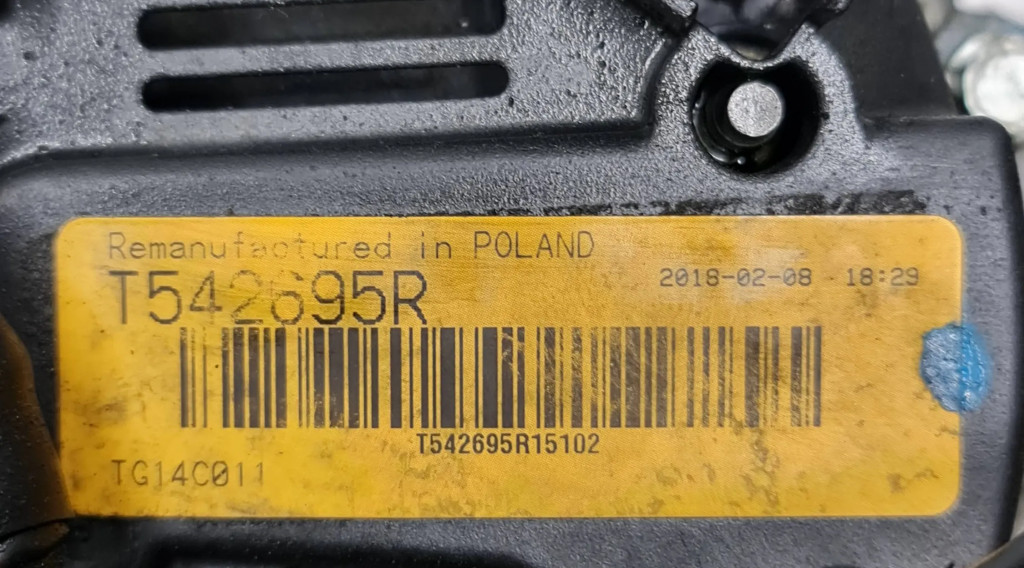 Remanufactured in POLAND
T542695R
2018-02-08 18:29
T542695R15102
TG14C011